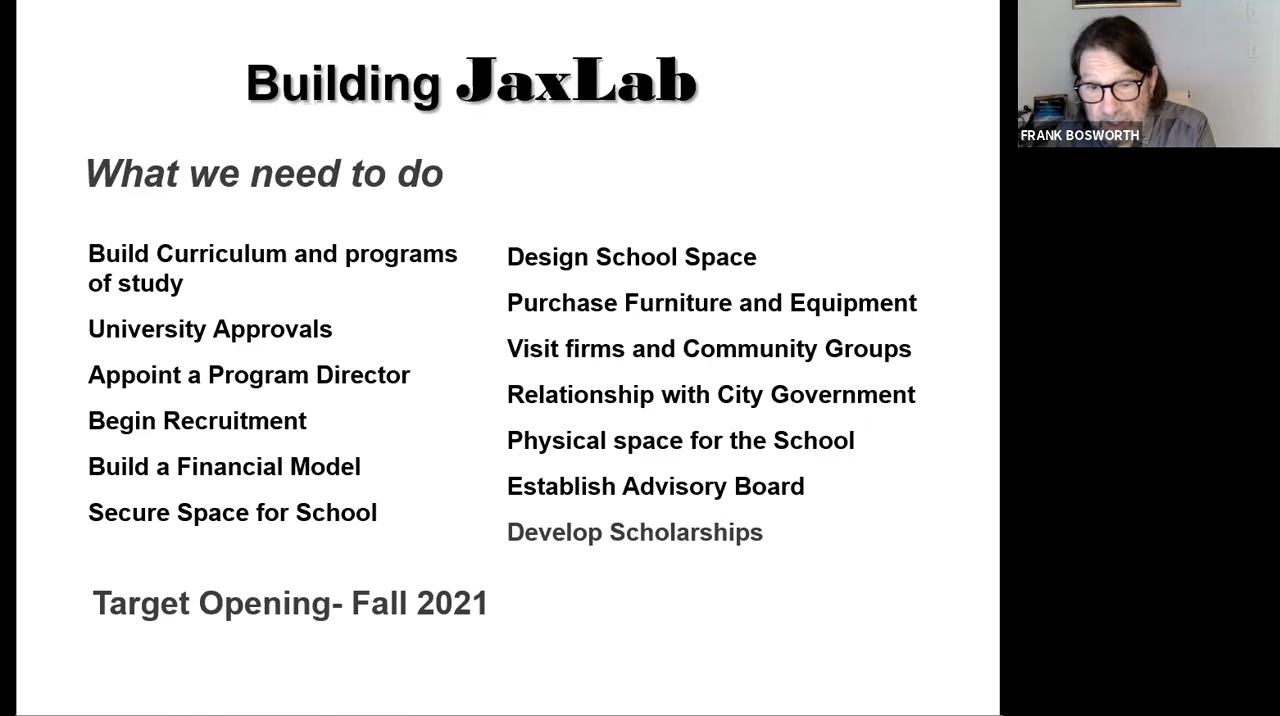 Building JaxLab
What we need to do
Build Curriculum and programs
of study
University Approvals
Appoint a Program Director
Begin Recruitment
Build a Financial Model
Secure Space for School
Design School Space
Purchase Furniture and Equipment
Visit firms and Community Groups
Relationship with City Government
Physical space for the School
Establish Advisory Board
Develop Scholarships
Target Opening- Fall 2021
FRANK BOSWORTH